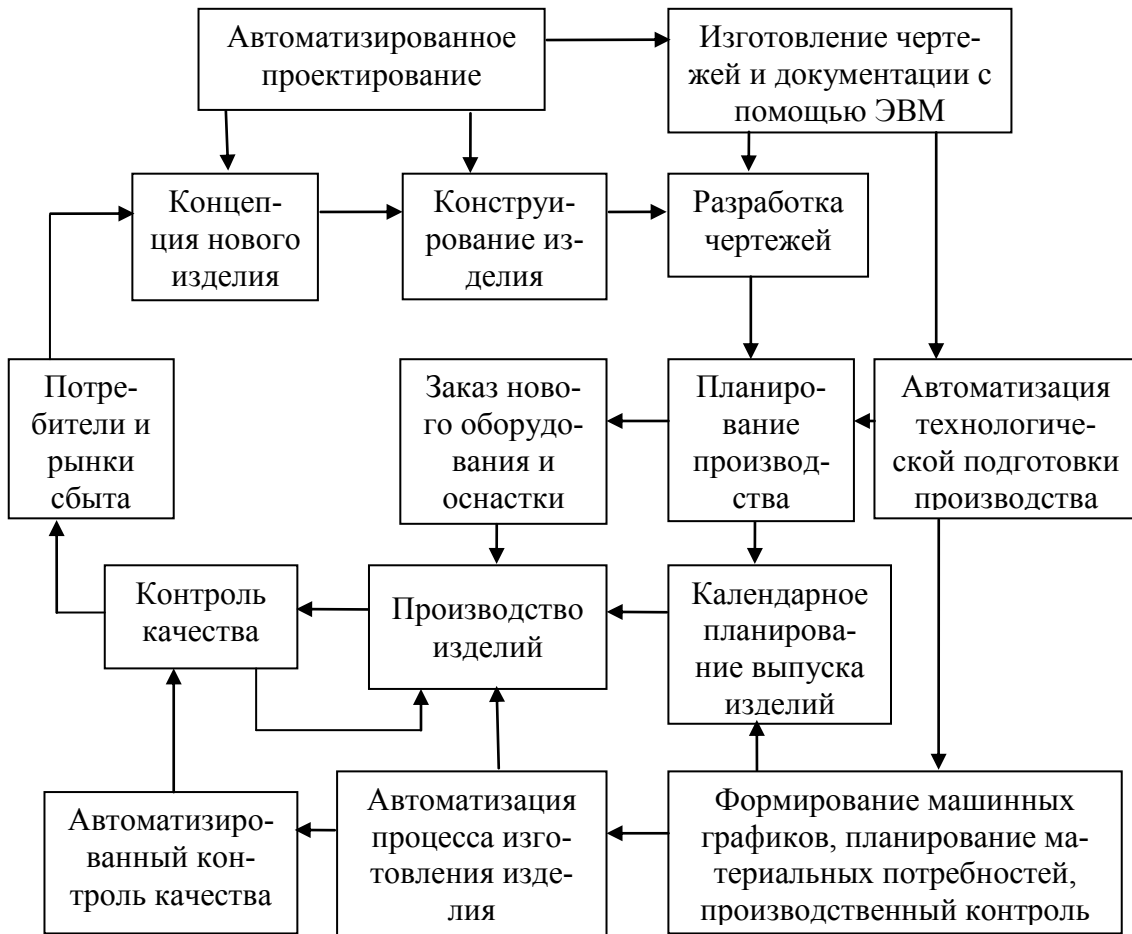 Автоматизированное
проектирование
Изготовление черте-
жей и документации с
помощью ЭВМ
Концеп-
ция нового
изделия
Конструи-
рование из-
делия
Разработка
чертежей
Потре-
бители и
рынки
сбыта
Заказ ново-
го оборудо-
вания и
оснастки
Планиро-
вание
производ-
ства
Автоматизация
технологиче-
ской подготовки
производства
Контроль
качества
Производство
изделий
Календарное
планирова-
ние выпуска
изделий
Автоматизиро-
ванный кон-
троль качества
Автоматизация
процесса изго-
товления изде-
лия
Формирование машинных
графиков, планирование ма-
териальных потребностей,
производственный контроль